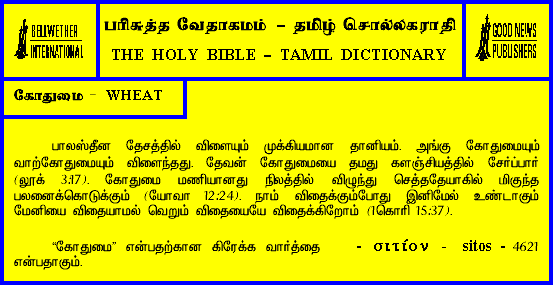 BELLWETHER
INTERNATIONAL
பரிசுத்த வேதாகமம் – தமிழ் சொல்லகராதி
THE HOLY BIBLE – TAMIL DICTIONARY
GOOD NEWS
PUBLISHERS
கோதுமை – WHEAT
பாலஸ்தீன தேசத்தில் விளையும் முக்கியமான தானியம். அங்கு கோதுமையும்
வாற்கோதுமையும் விளைந்தது. தேவன் கோதுமையை தமது களஞ்சியத்தில் சேர்ப்பார்
(லூக் 3:17). கோதுமை மணியானது நிலத்தில் விழுந்து செத்ததேயாகில் மிகுந்த
பலனைக்கொடுக்கும் (யோவா 12:24). நாம் விதைக்கும்போது இனிமேல் உண்டாகும்
மேனியை விதையாமல் வெறும் விதையையே விதைக்கிறோம் (1கொரி 15:37).
“கோதுமை” என்பதற்கான கிரேக்க வார்த்தை - σιτίον - sitos - 4621
என்பதாகும்.